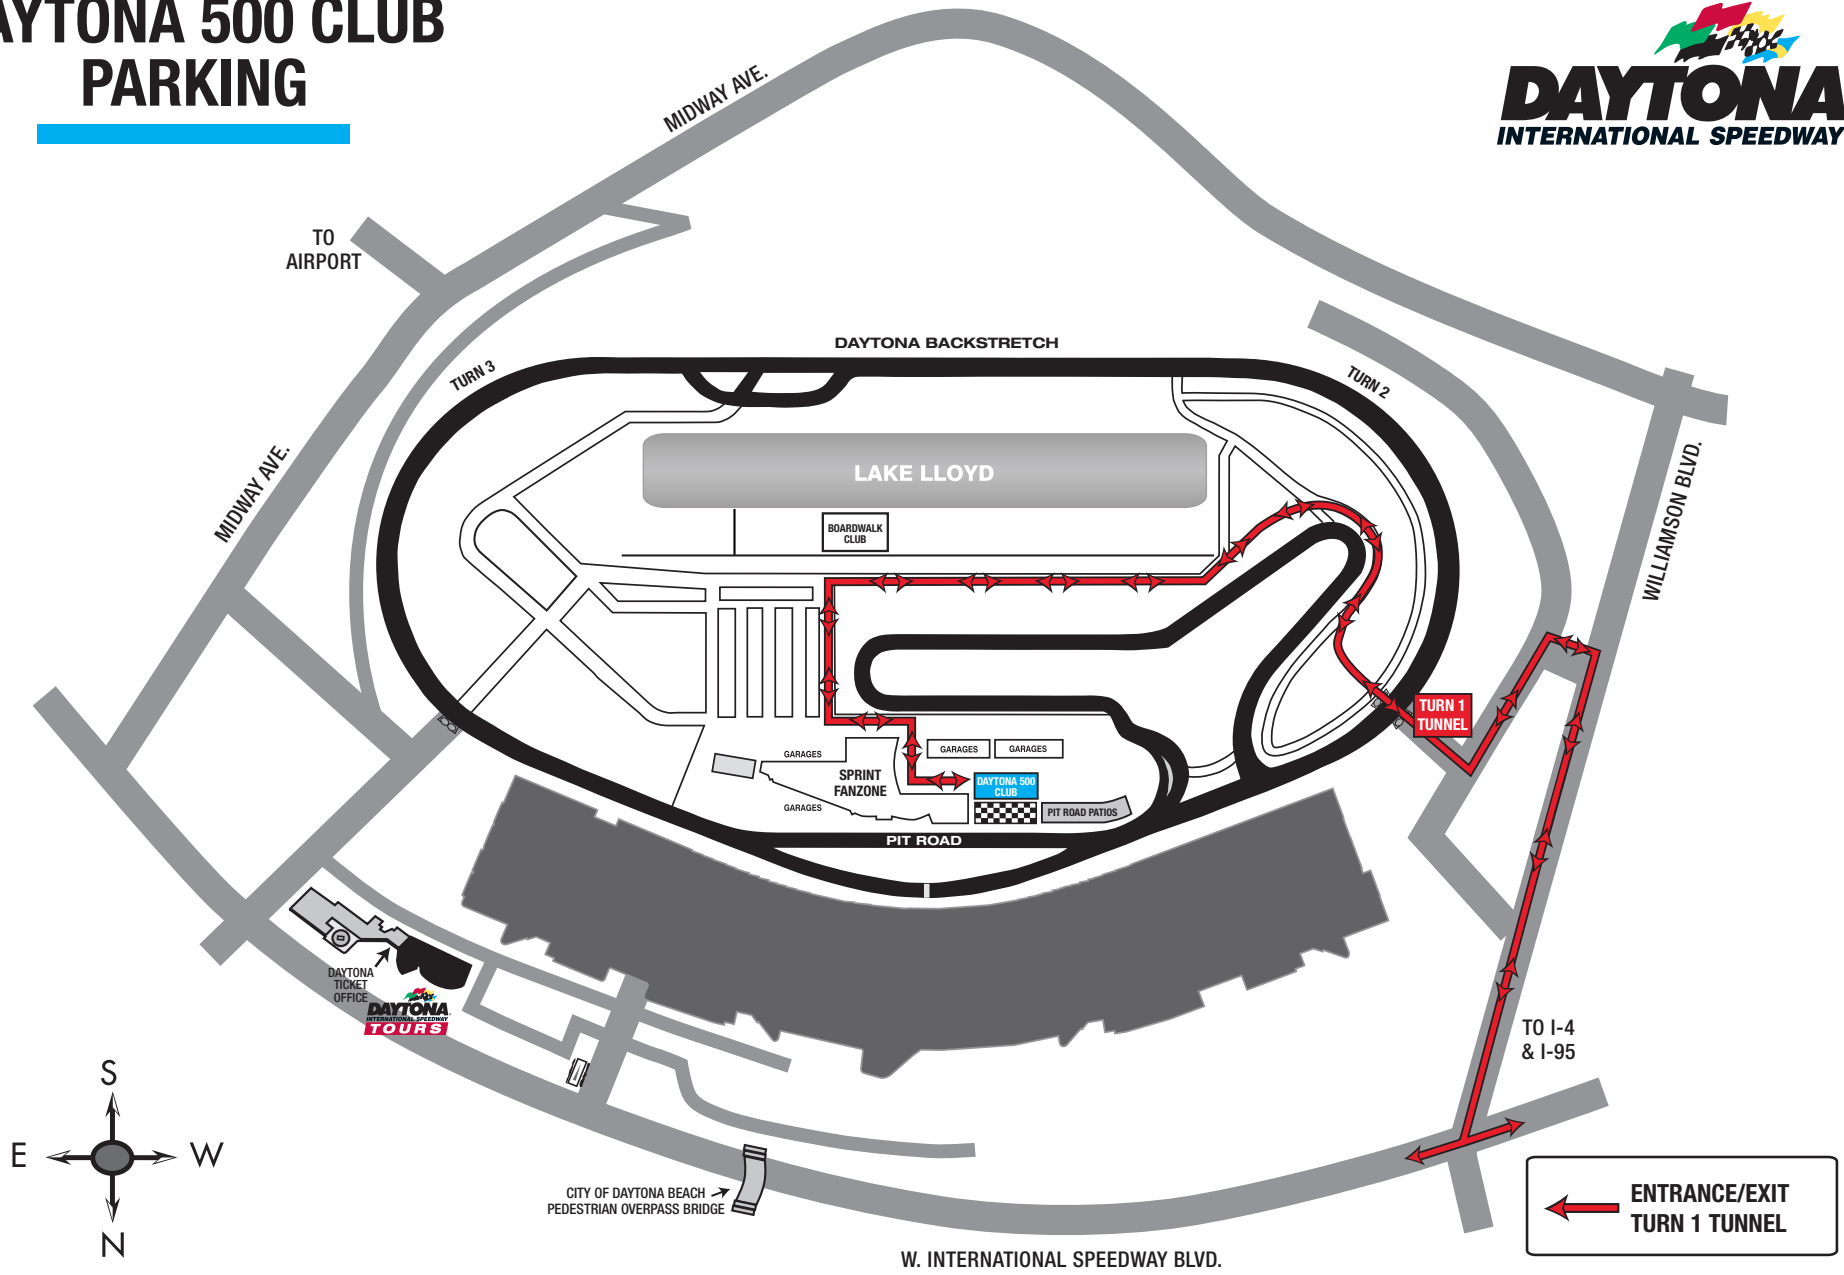 AYTONA 500 CLUB
PARKING
DAYTONA
INTERNATIONAL SPEEDWAY
MIDWAY AVE.
TO
AIRPORT
DAYTONA BACKSTRETCH
TURN 3
TURN 2
MIDWAY AVE.
LAKE LLOYD
WILLIAMSON BLVD.
BOARDWALK
CLUB
TURN 1
TUNNEL
GARAGES
GARAGES
GARAGES
SPRINT
FANZONE
DAYTONA 500
CLUB
GARAGES
PIT ROAD PATIOS
PIT ROAD
DAYTONA
TICKET
OFFICE
DAYTONA
INTERNATIONAL SPEEDWAY
TOURS
TO I-4
& I-95
S
E
W
N
CITY OF DAYTONA BEACH
PEDESTRIAN OVERPASS BRIDGE
ENTRANCE/EXIT
TURN 1 TUNNEL
W. INTERNATIONAL SPEEDWAY BLVD.